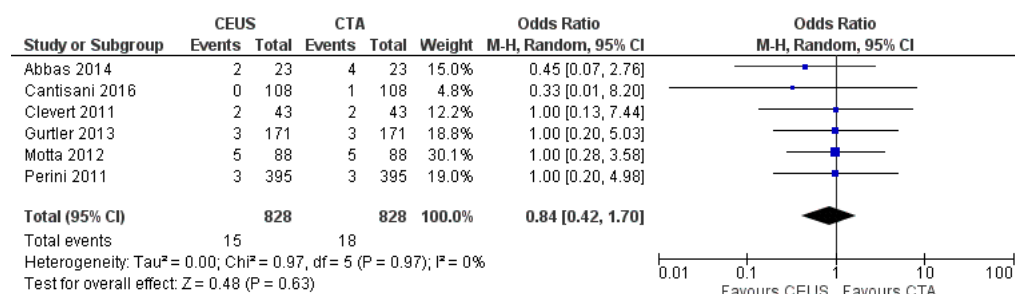 CEUS CTA Odds Ratio Odds Ratio
Study or Subgroup Events Total Events Total Weight M-H, Random, 95% CI M-H, Random, 95% CI
Abbas 2014 2 23 4 23 15.0% 0.45 [0.07, 2.76]
Cantisani 2016 0 108 1 108 4.8% 0.33 [0.01, 8.20]
Clevert 2011 2 43 2 43 12.2% 1.00 [0.13, 7.44]
Gurtler 2013 3 171 3 171 18.8% 1.00 [0.20, 5.03]
Motta 2012 5 88 5 88 30.1% 1.00 [0.28, 3.58]
Perini 2011 3 395 3 395 19.0% 1.00 [0.20, 4.98]
Total (95% CI) 828 828 100.0% 0.84 [0.42, 1.70]
Total events 15 18
Heterogeneity: Tau² = 0.00; Chi² = 0.97, df = 5 (P = 0.97); I² = 0%
Test for overall effect: Z = 0.48 (P = 0.63)
0.01 0.1 1 10 100
Favours CEUS Favours CTA